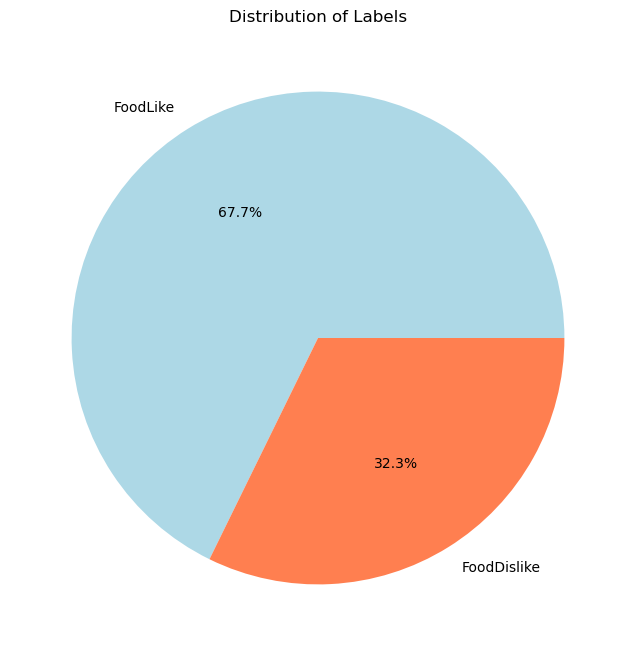 Distribution of Labels
FoodLike
67.7%
32.3%
FoodDislike